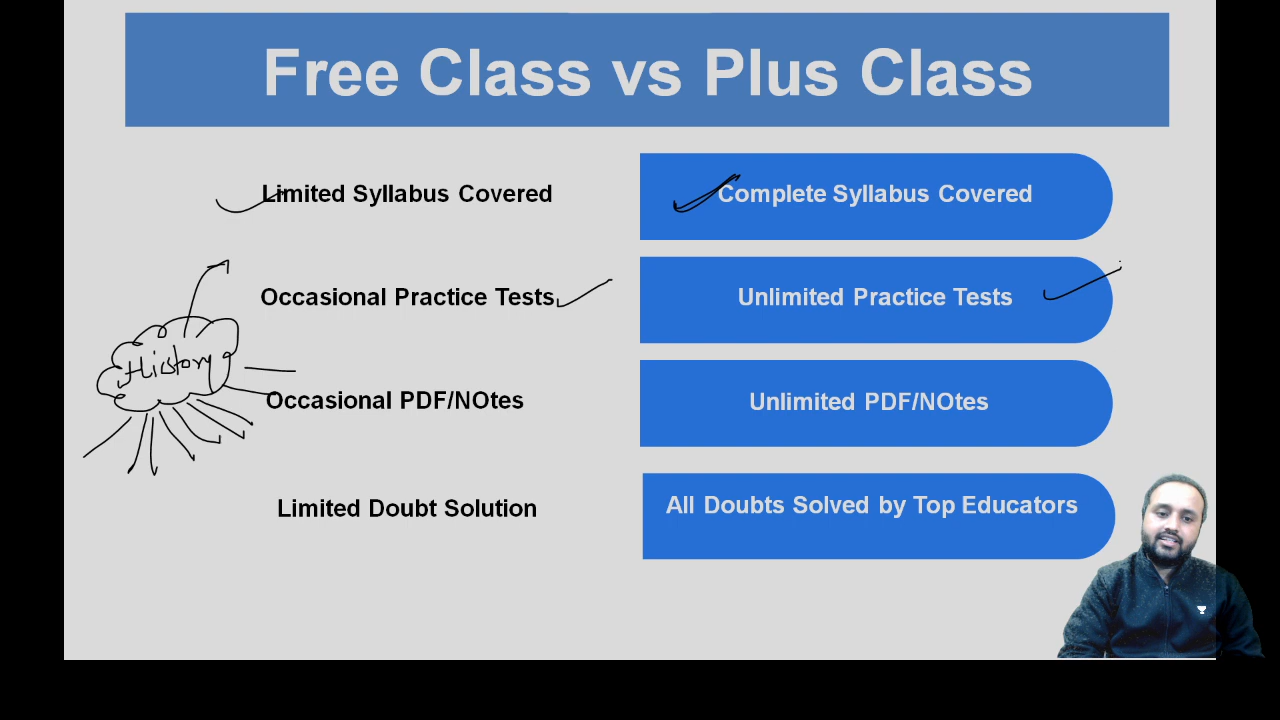 Free Class vs Plus Class
Limited Syllabus Covered
Complete Syllabus Covered
Occasional Practice Tests
Unlimited Practice Tests
History
Occasional PDF/NOtes
Unlimited PDF/NOtes
Limited Doubt Solution
All Doubts Solved by Top Educators